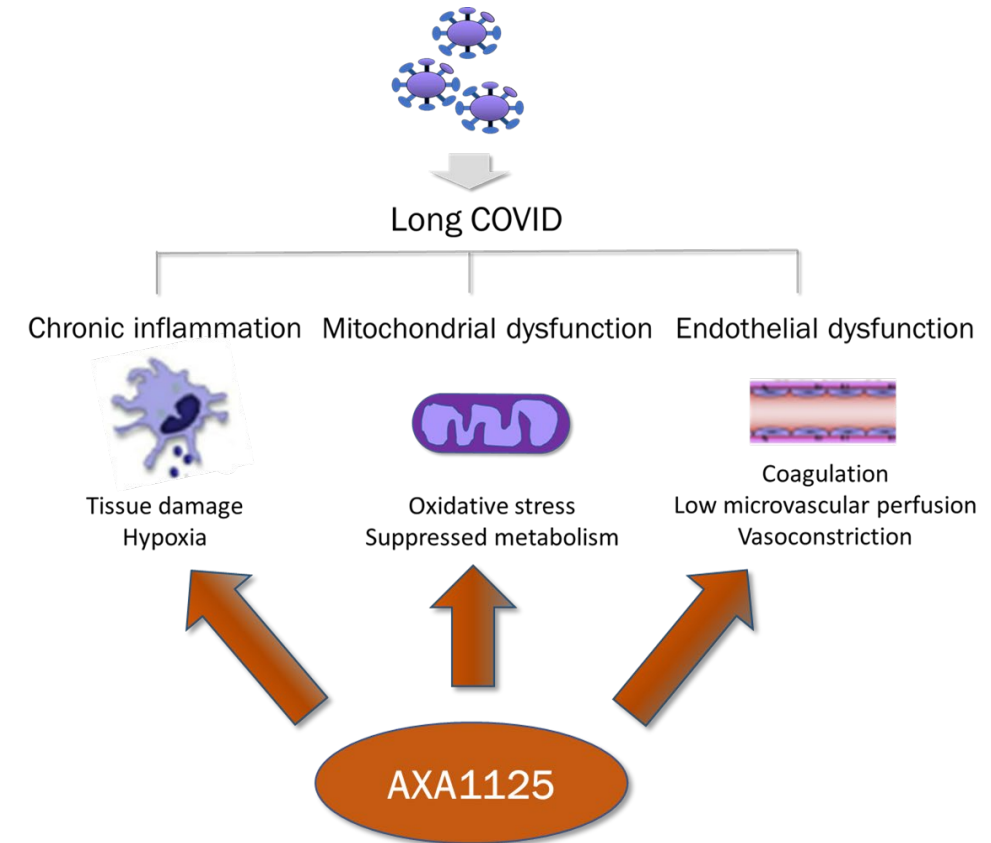 Long COVID
Chronic inflammation
Mitochondrial dysfunction
Endothelial dysfunction
Tissue damage
Hypoxia
Oxidative stress
Suppressed metabolism
Coagulation
Low microvascular perfusion
Vasoconstriction
AXA1125